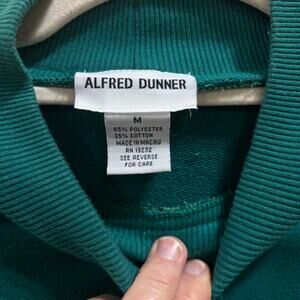 ALFRED DUNNER
M
65% POLYESTER
35% COTTON
MADE IN MACAU
RN 19232
SEE REVERSE
FOR CARE